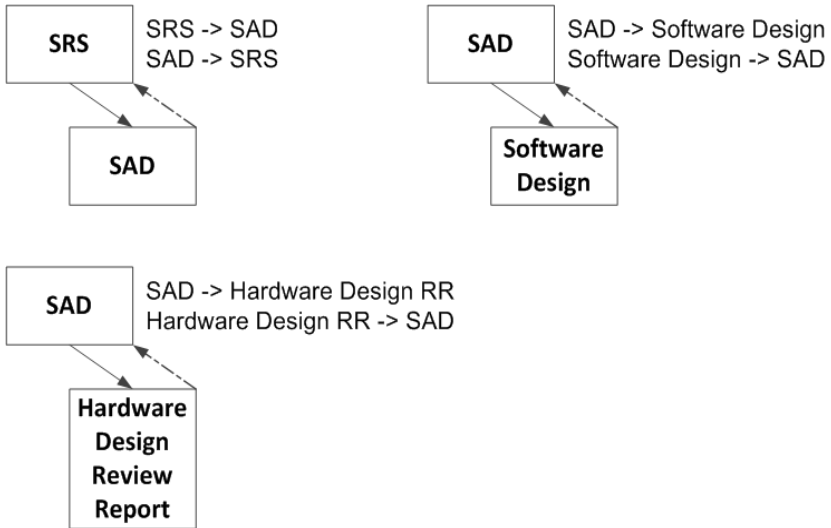 SRS
SRS -> SAD
SAD -> SRS
SAD
SAD
SAD -> Software Design
Software Design -> SAD
Software
Design
SAD
SAD -> Hardware Design RR
Hardware Design RR -> SAD
Hardware
Design
Review
Report